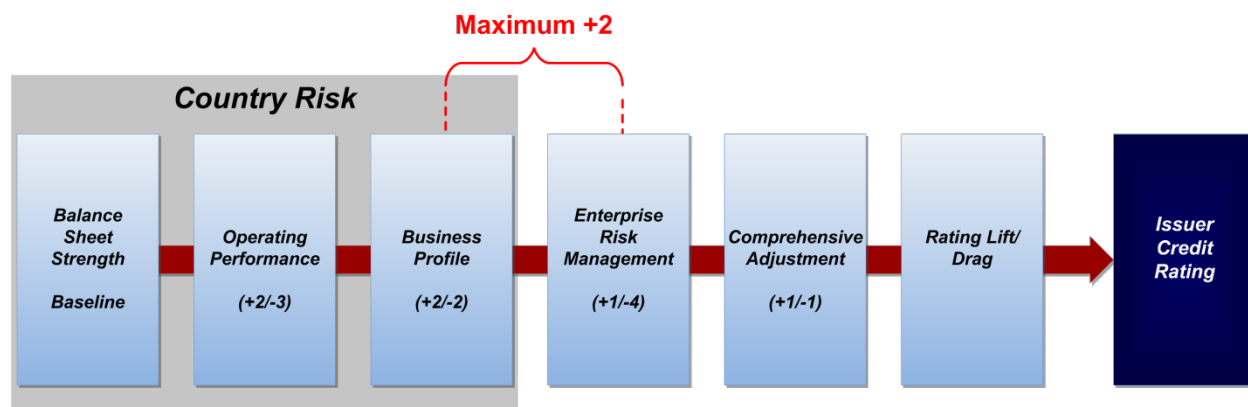 Maximum +2
Country Risk
Balance
Sheet
Strength
Baseline
Operating
Performance
(+2/-3)
Business
Profile
(+2/-2)
Enterprise
Risk
Management
(+1/-4)
Comprehensive
Adjustment
(+1/-1)
Rating Lift/
Drag
Issuer
Credit
Rating